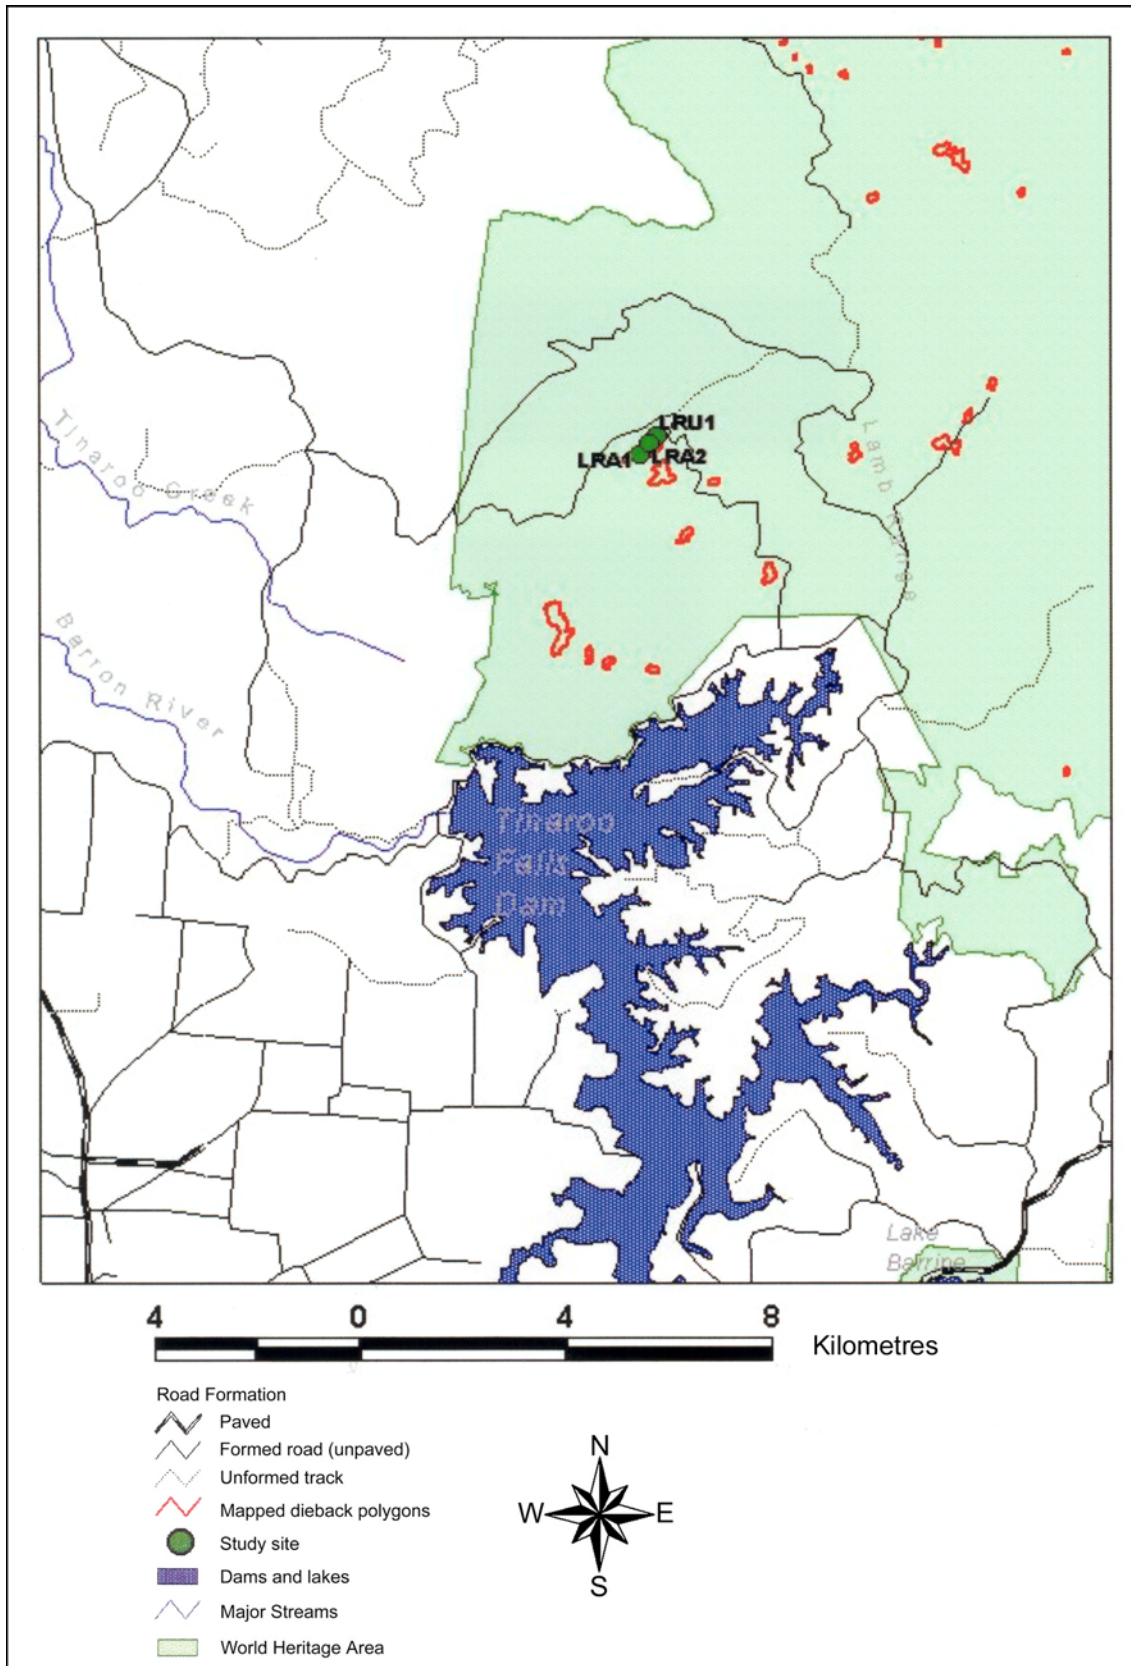 LRU1
LRA1
LRA2
Lamb Range
Tinaroo Creek
Barron River
Tinaroo
Falls
Dam
Lake
Barrine
4 0 4 8
Kilometres
Road Formation
Paved
Formed road (unpaved)
Unformed track
Mapped dieback polygons
Study site
Dams and lakes
Major Streams
World Heritage Area
N
W E
S